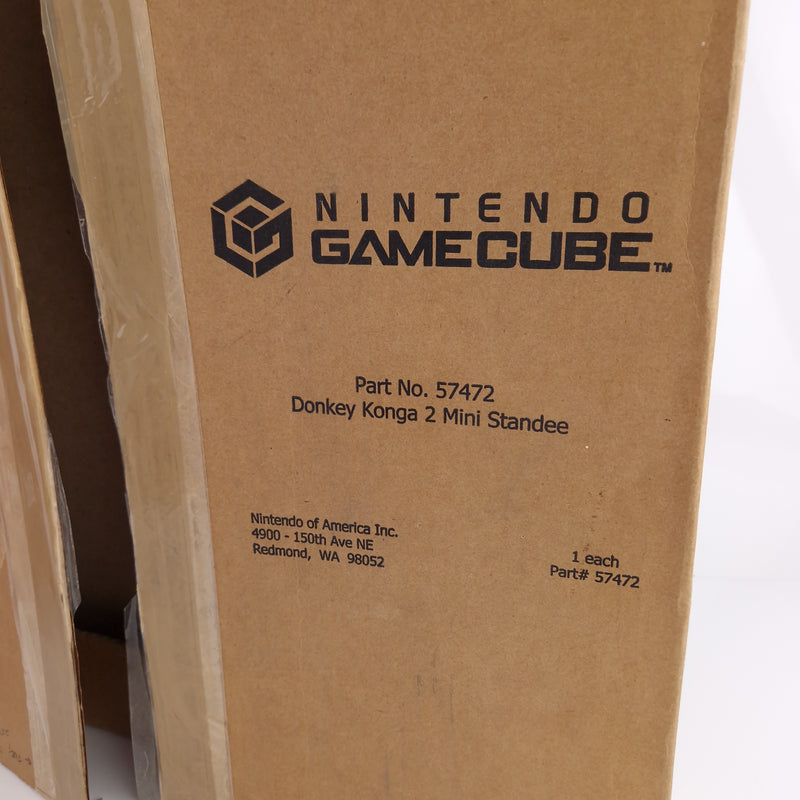 NINTENDO
GAMECUBE™
Part No. 57472
Donkey Konga 2 Mini Standee
Nintendo of America Inc.
4900 - 150th Ave NE
Redmond, WA 98052
1 each
Part# 57472